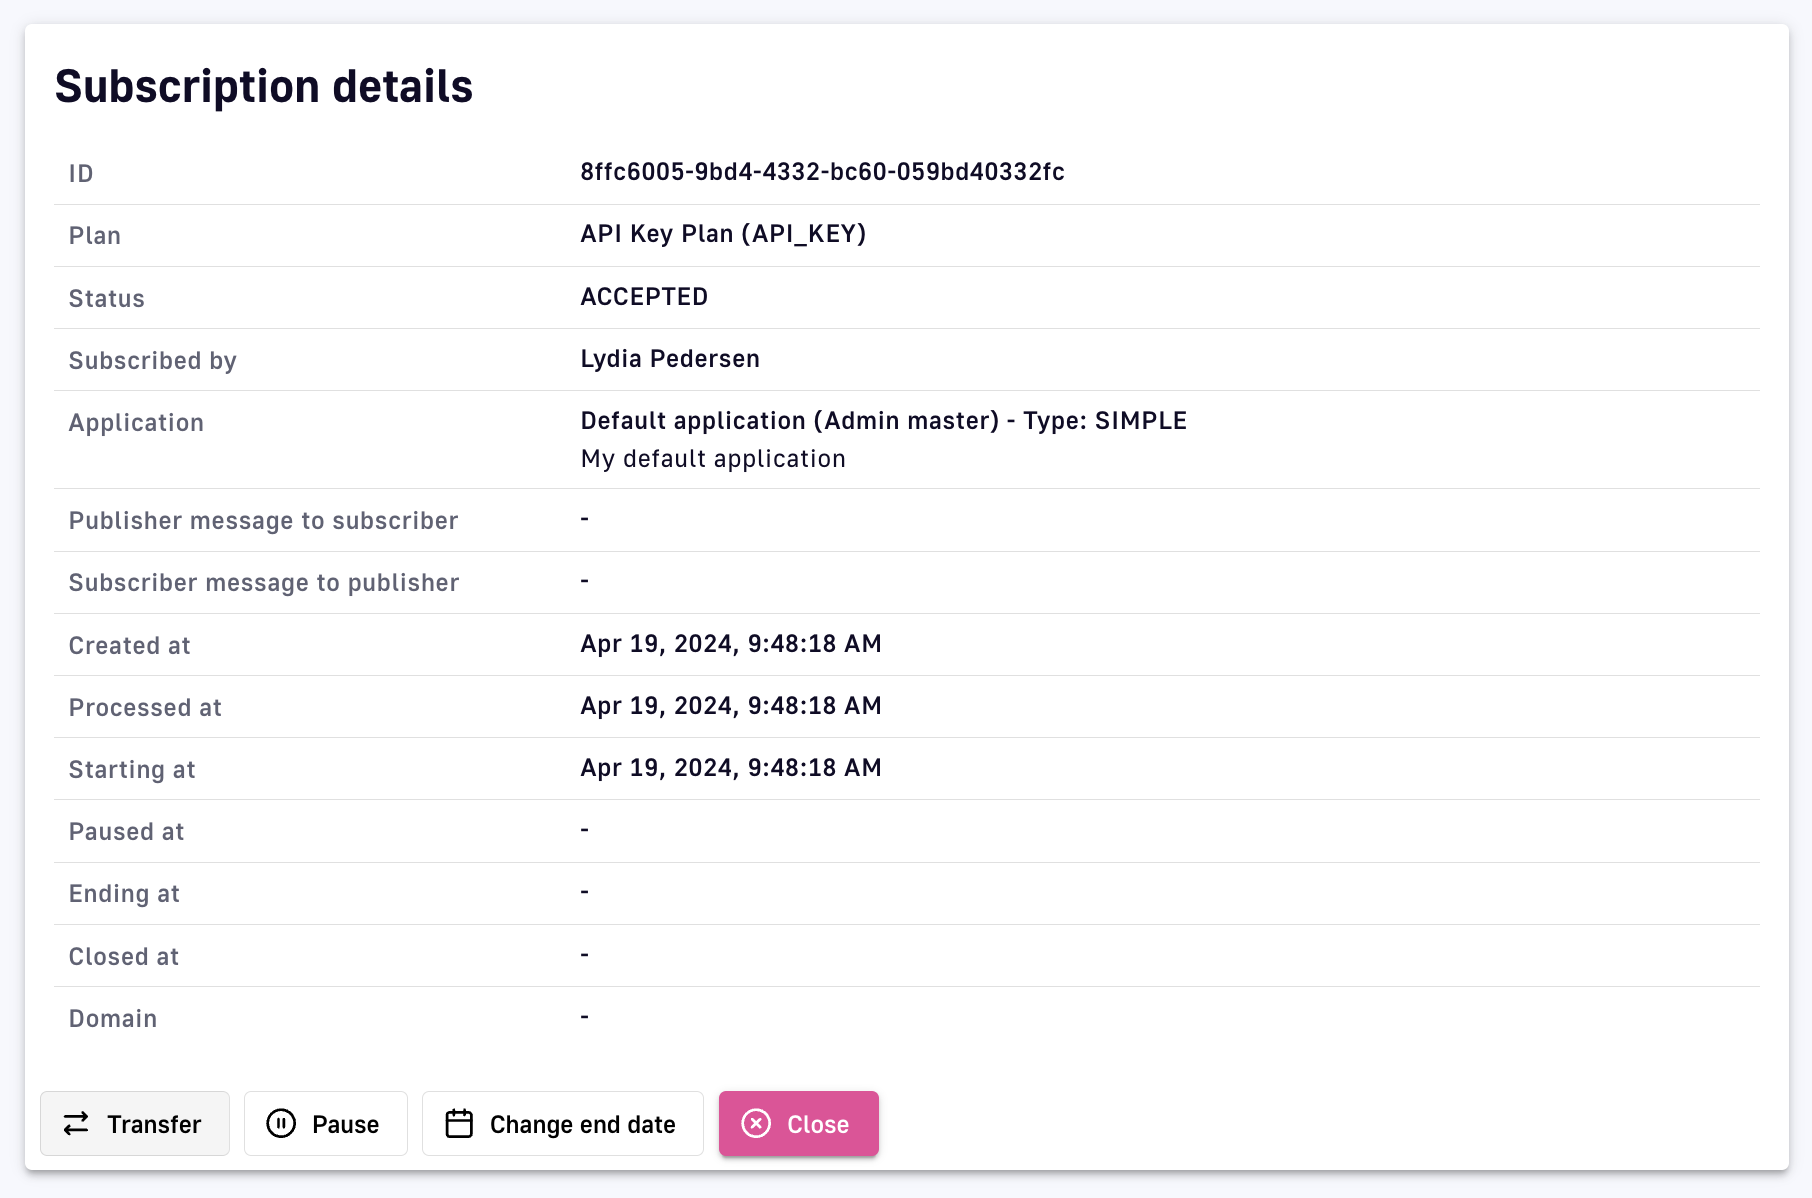 Subscription details
ID 8ffc6005-9bd4-4332-bc60-059bd40332fc
Plan API Key Plan (API_KEY)
Status ACCEPTED
Subscribed by Lydia Pedersen
Application Default application (Admin master) - Type: SIMPLE
My default application
Publisher message to subscriber -
Subscriber message to publisher -
Created at Apr 19, 2024, 9:48:18 AM
Processed at Apr 19, 2024, 9:48:18 AM
Starting at Apr 19, 2024, 9:48:18 AM
Paused at -
Ending at -
Closed at -
Domain -
Transfer Pause Change end date Close